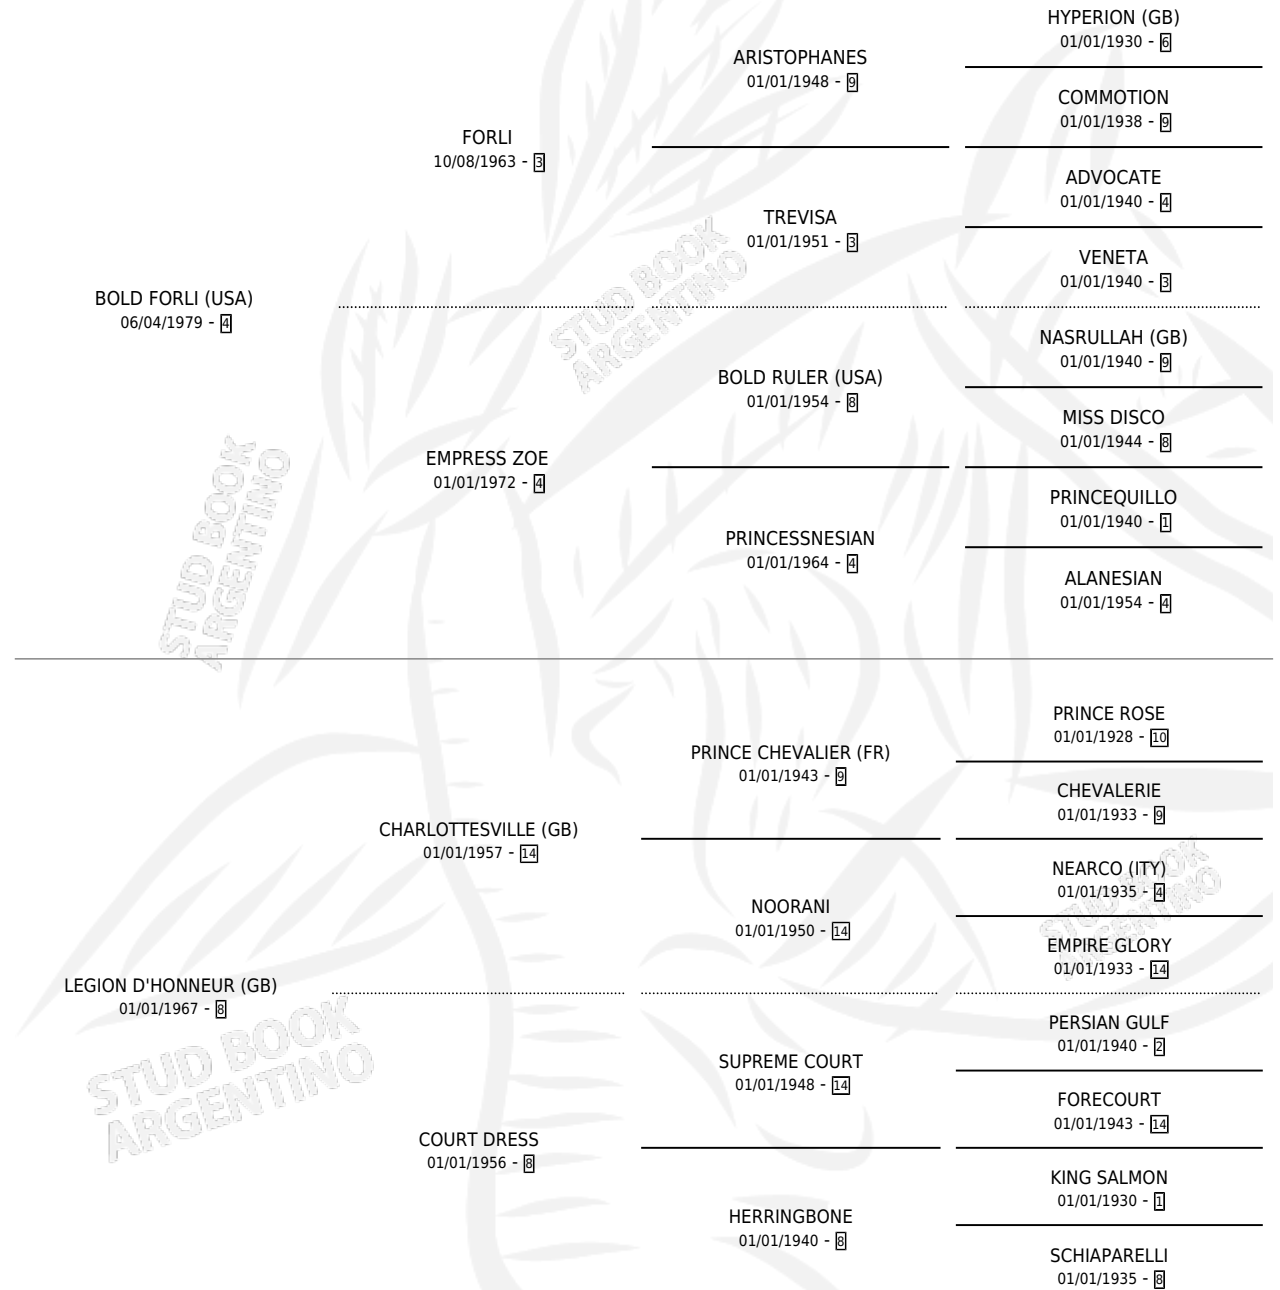 HYPERION (GB)
01/01/1930 - 6
ARISTOPHANES
01/01/1948 - 9
COMMOTION
01/01/1938 - 9
FORLI
10/08/1963 - 3
ADVOCATE
01/01/1940 - 4
TREVISA
01/01/1951 - 3
VENETA
01/01/1940 - 3
BOLD FORLI (USA)
06/04/1979 - 4
NASRULLAH (GB)
01/01/1940 - 9
BOLD RULER (USA)
01/01/1954 - 8
MISS DISCO
01/01/1944 - 8
EMPRESS ZOE
01/01/1972 - 4
PRINCEQUILLO
01/01/1940 - 1
PRINCESSNESIAN
01/01/1964 - 4
ALANESIAN
01/01/1954 - 4
PRINCE ROSE
01/01/1928 - 10
PRINCE CHEVALIER (FR)
01/01/1943 - 9
CHEVALERIE
01/01/1933 - 9
CHARLOTTESVILLE (GB)
01/01/1957 - 14
NEARCO (ITY)
01/01/1935 - 4
NOORANI
01/01/1950 - 14
EMPIRE GLORY
01/01/1933 - 14
LEGION D'HONNEUR (GB)
01/01/1967 - 8
PERSIAN GULF
01/01/1940 - 2
SUPREME COURT
01/01/1948 - 14
FORECOURT
01/01/1943 - 14
COURT DRESS
01/01/1956 - 8
KING SALMON
01/01/1930 - 1
HERRINGBONE
01/01/1940 - 8
SCHIAPARELLI
01/01/1935 - 8
STUD BOOK
ARGENTINO
STUD BOOK
ARGENTINO
STUD BOOK
ARGENTINO
STUD BOOK
ARGENTINO